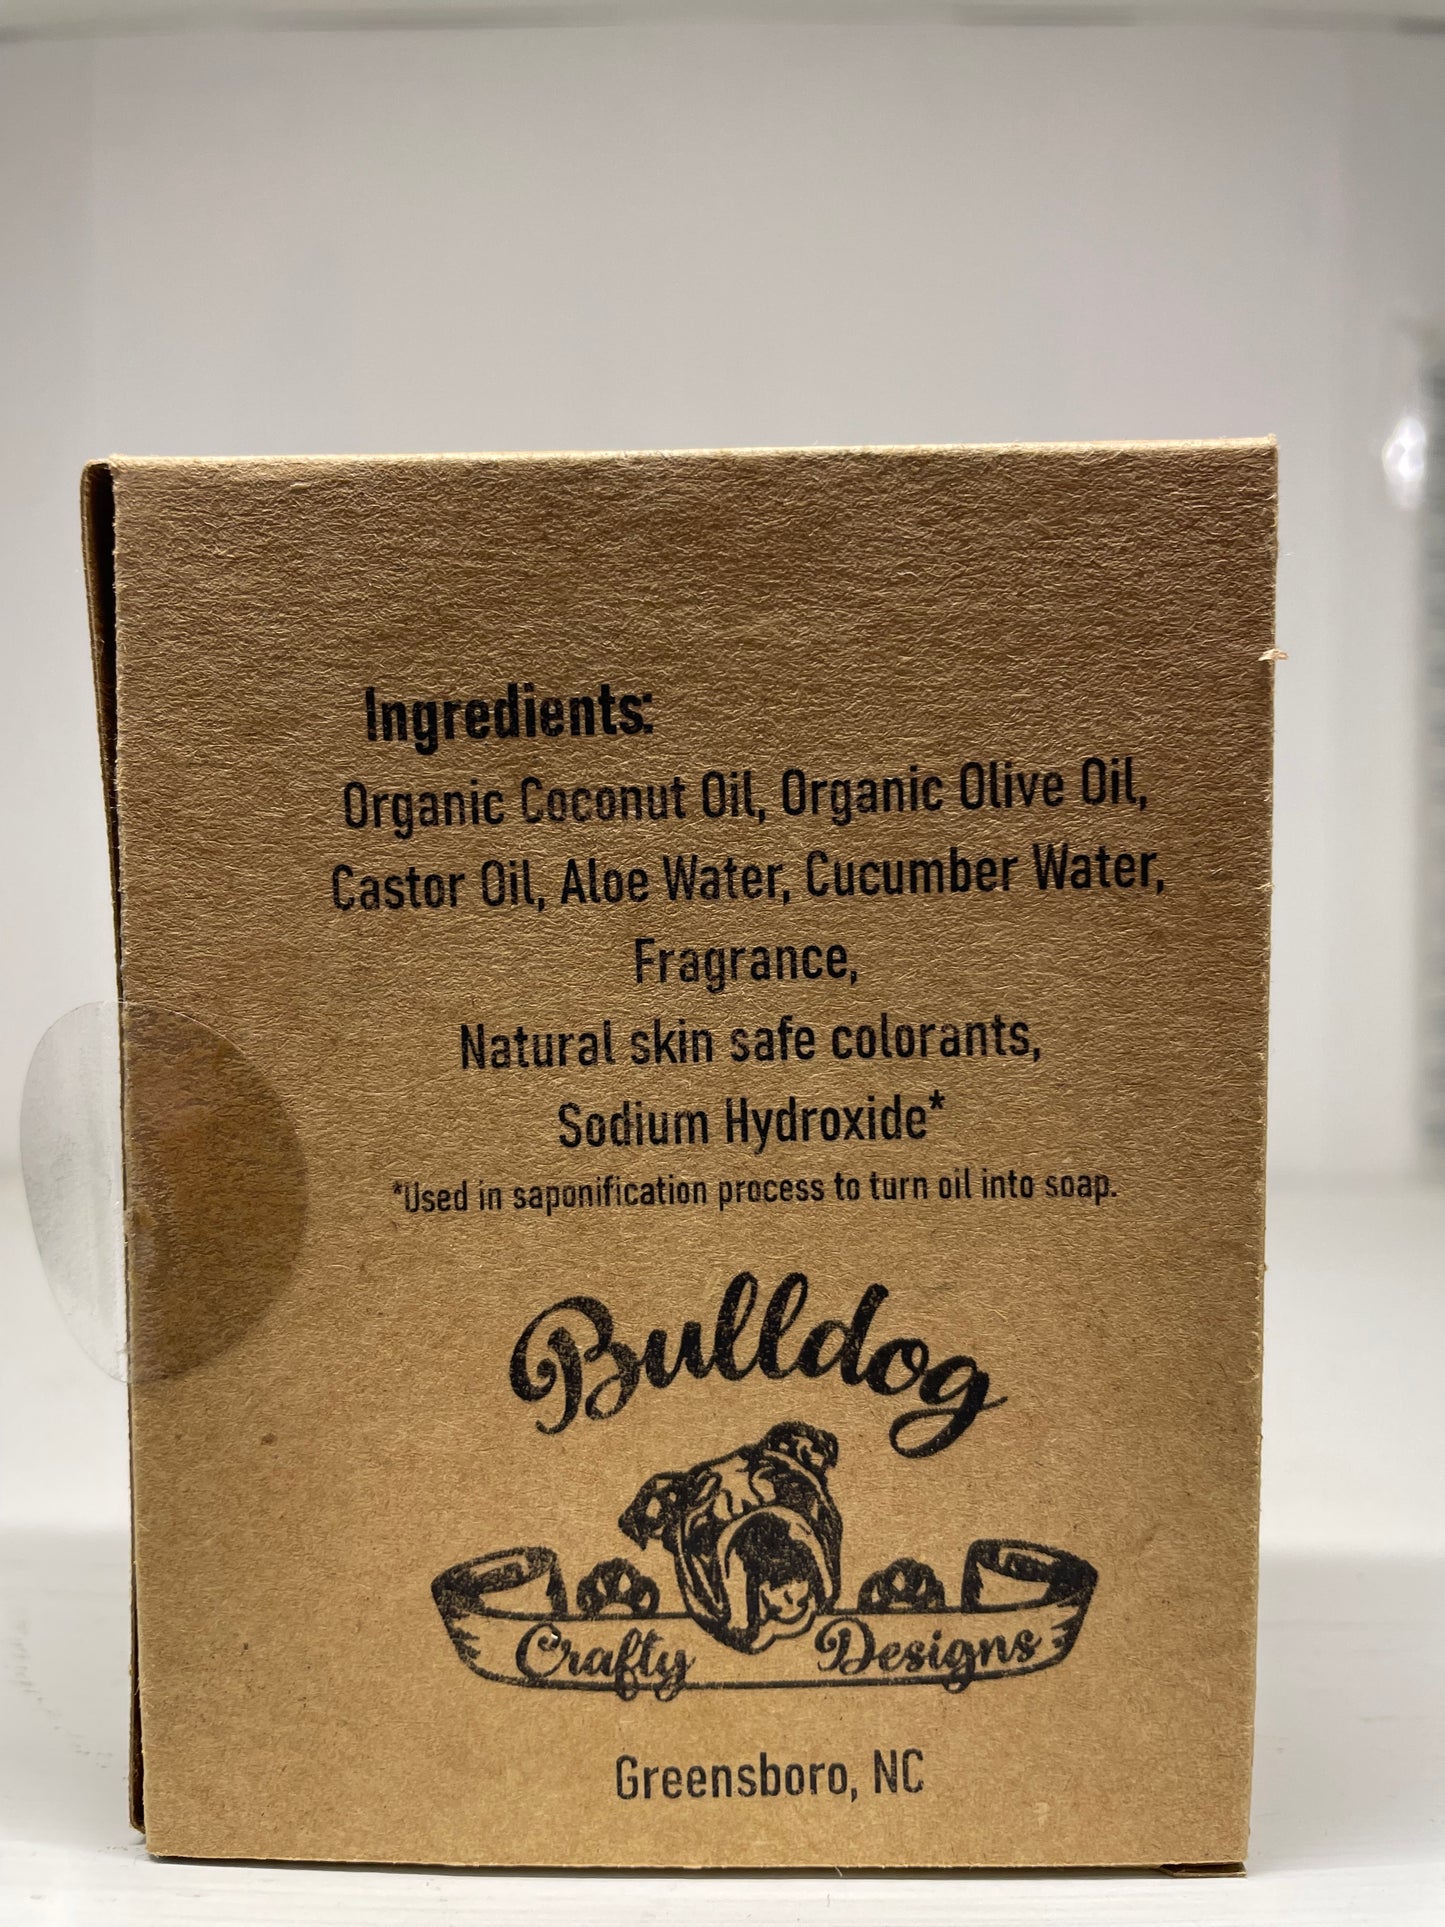 Ingredients:
Organic Coconut Oil, Organic Olive Oil,
Castor Oil, Aloe Water, Cucumber Water,
Fragrance,
Natural skin safe colorants,
Sodium Hydroxide*
*Used in saponification process to turn oil into soap.
Bulldog
Crafty Designs
Greensboro, NC